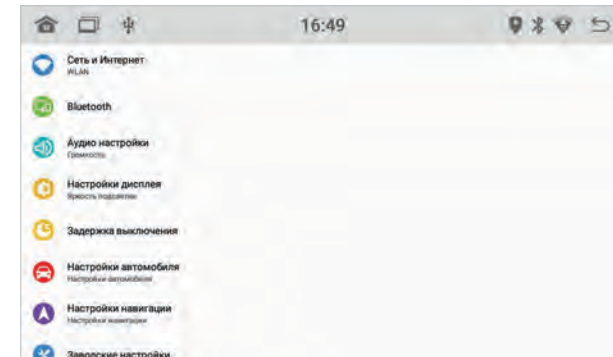 16:49
Сеть и Интернет
WLAN
Bluetooth
Аудио настройки
Громкость
Настройки дисплея
Яркость подсветки
Задержка выключения
Настройки автомобиля
Настройки автомобиля
Настройки навигации
Настройки навигации
Заводские настройки